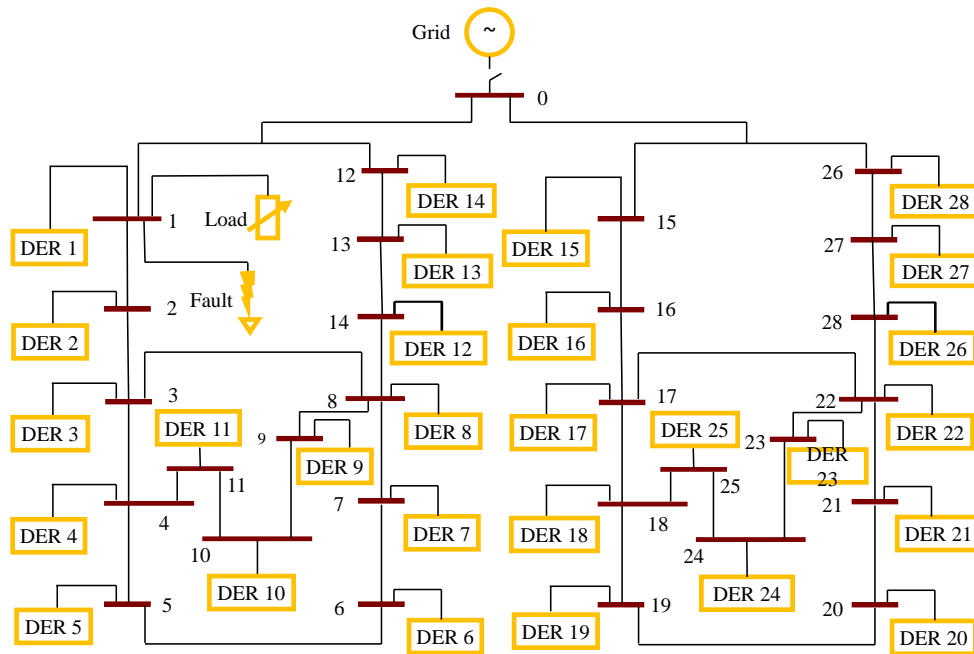 Grid
~
0
12
DER 14
1
Load
DER 1
13
DER 13
Fault
2
DER 2
14
DER 12
3
DER 3
DER 11
8
DER 8
9
DER 9
11
4
DER 4
7
DER 7
10
DER 10
5
DER 5
6
DER 6
26
DER 28
15
DER 15
27
DER 27
16
DER 16
28
DER 26
17
DER 17
DER 25
22
DER 22
23
DER
23
25
18
DER 18
21
DER 21
24
DER 24
19
DER 19
20
DER 20